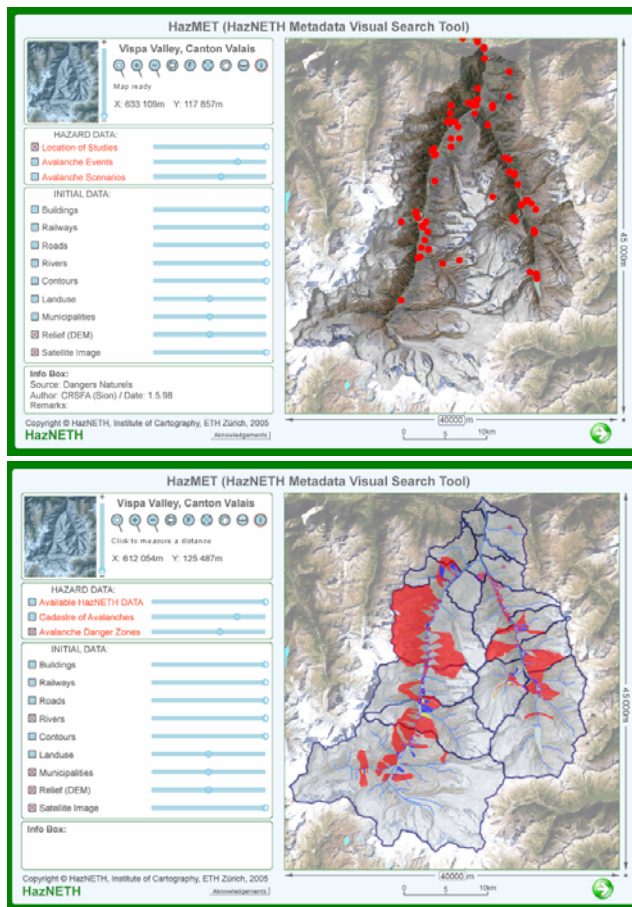 HazMET (HazNETH Metadata Visual Search Tool)
Vispa Valley, Canton Valais
Map ready
X: 633 109m Y: 117 857m
HAZARD DATA:
Location of Studies
Avalanche Events
Avalanche Scenarios
INITIAL DATA:
Buildings
Railways
Roads
Rivers
Contours
Landuse
Municipalities
Relief (DEM)
Satellite Image
Info Box:
Source: Dangers Naturels
Author: CRSFA (Sion) / Date: 1.5.98
Remarks:
Copyright © HazNETH, Institute of Cartography, ETH Zürich, 2005
HazNETH
Aknowledgements
45 000m
40000 m
0 5 10km
HazMET (HazNETH Metadata Visual Search Tool)
Vispa Valley, Canton Valais
Click to measure a distance
X: 612 054m Y: 125 487m
HAZARD DATA:
Available HazNETH DATA
Cadastre of Avalanches
Avalanche Danger Zones
INITIAL DATA:
Buildings
Railways
Roads
Rivers
Contours
Landuse
Municipalities
Relief (DEM)
Satellite Image
Info Box:
Copyright © HazNETH, Institute of Cartography, ETH Zürich, 2005
HazNETH
Aknowledgements
45 000m
40000 m
0 5 10km